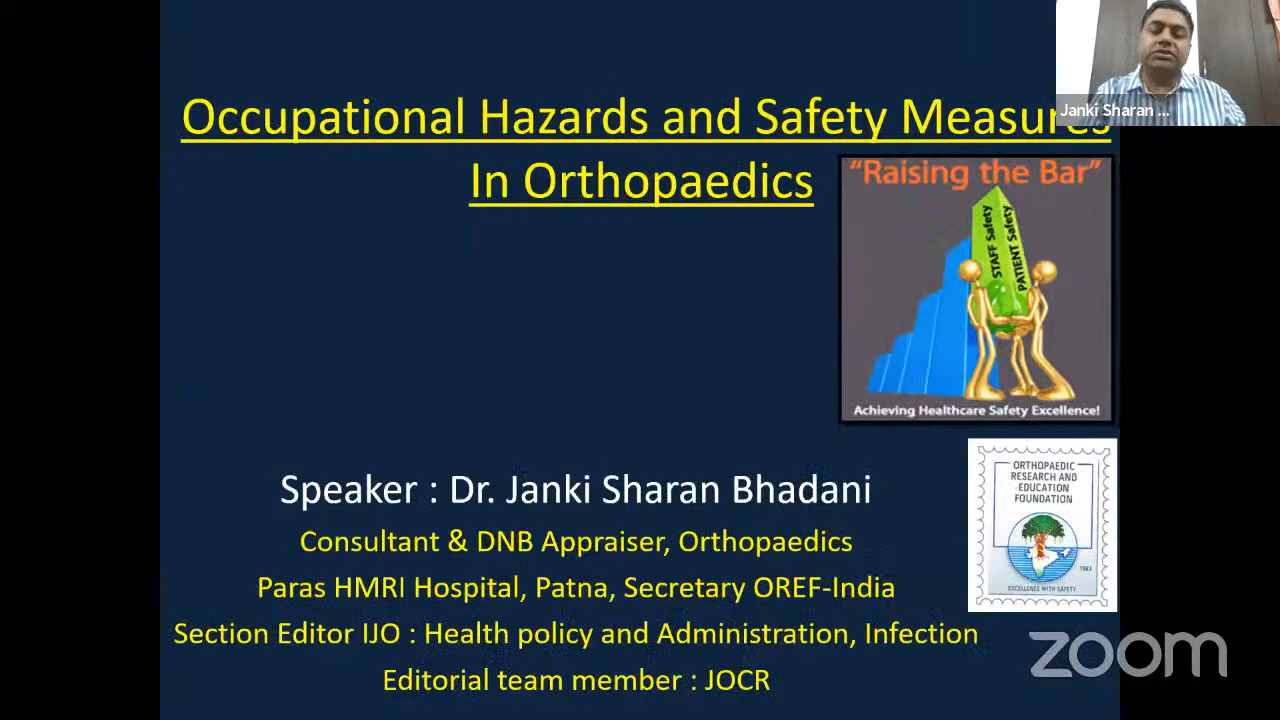 Janki Sharan ...
Occupational Hazards and Safety Measures
In Orthopaedics
"Raising the Bar"
STAFF Safety
PATIENT Safety
Achieving Healthcare Safety Excellence!
ORTHOPAEDIC
RESEARCH AND
EDUCATION
FOUNDATION
1983
EXCELLENCE WITH SAFETY
Speaker : Dr. Janki Sharan Bhadani
Consultant & DNB Appraiser, Orthopaedics
Paras HMRI Hospital, Patna, Secretary OREF-India
Section Editor IJO : Health policy and Administration, Infection
Editorial team member : JOCR
zoom